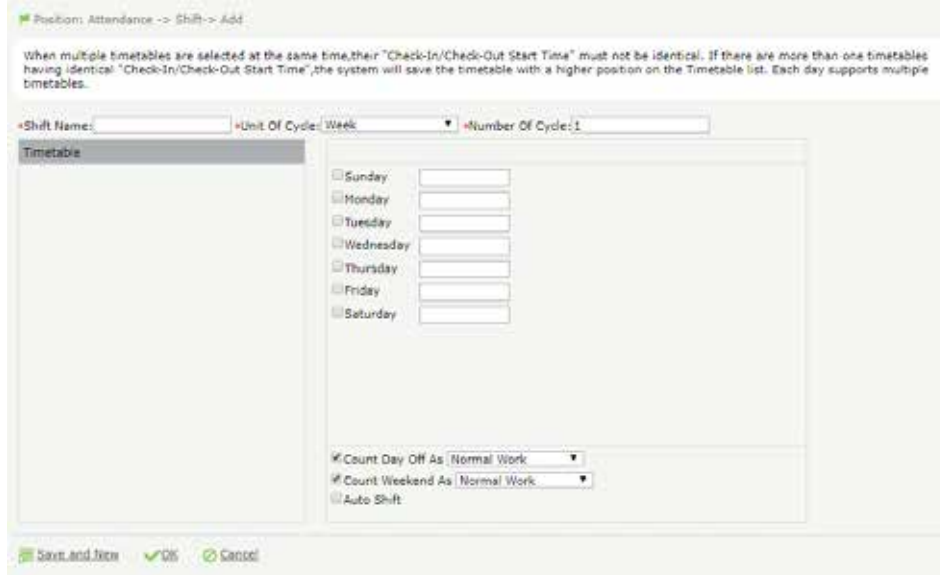 Position: Attendance -> Shift-> Add
When multiple timetables are selected at the same time,their "Check-In/Check-Out Start Time" must not be identical. If there are more than one timetables
having identical "Check-In/Check-Out Start Time",the system will save the timetable with a higher position on the Timetable list. Each day supports multiple
timetables.
*Shift Name: *Unit Of Cycle: Week *Number Of Cycle: 1
Timetable
Sunday
Monday
Tuesday
Wednesday
Thursday
Friday
Saturday
Count Day Off As Normal Work
Count Weekend As Normal Work
Auto Shift
Save and New OK Cancel